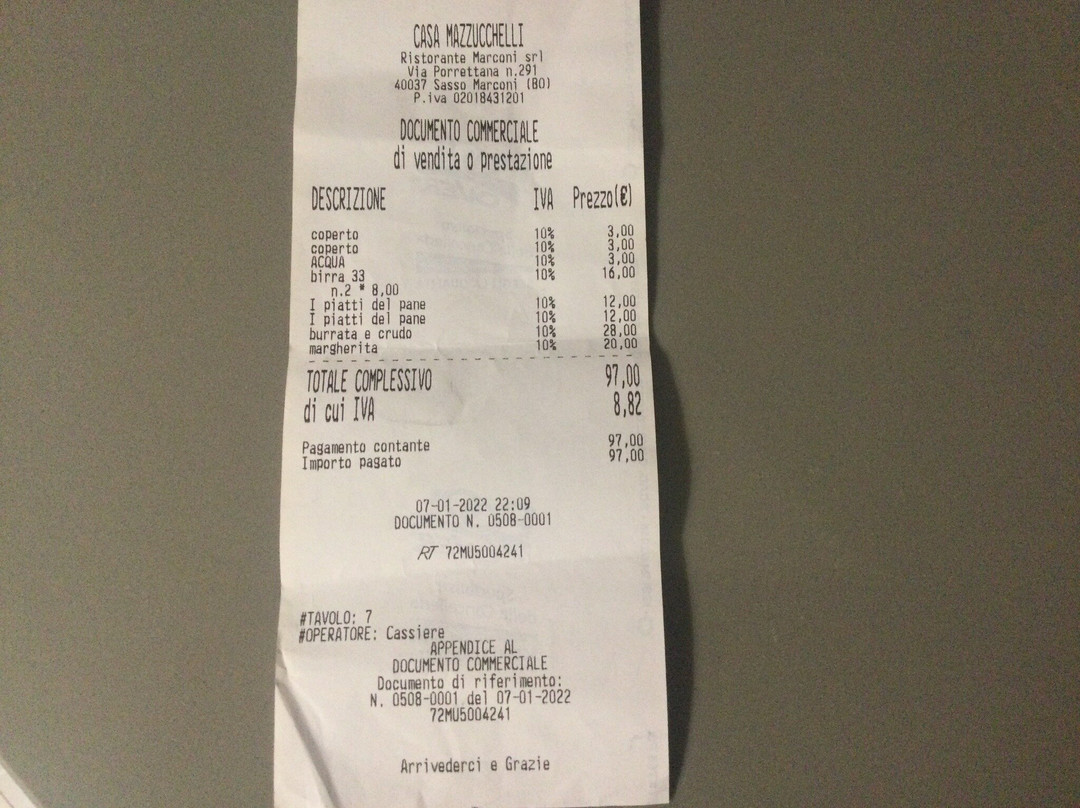 CASA MAZZUCCHELLI
Ristorante Marconi srl
Via Porrettana n.291
40037 Sasso Marconi (BO)
P.iva 02018431201
DOCUMENTO COMMERCIALE
di vendita o prestazione
DESCRIZIONE IVA Prezzo(€)
coperto 10% 3,00
coperto 10% 3,00
ACQUA 10% 3,00
birra 33 10% 16,00
n.2 * 8,00
I piatti del pane 10% 12,00
I piatti del pane 10% 12,00
burrata e crudo 10% 28,00
margherita 10% 20,00
TOTALE COMPLESSIVO 97,00
di cui IVA 8,82
Pagamento contante 97,00
Importo pagato 97,00
07-01-2022 22:09
DOCUMENTO N. 0508-0001
RT 72MU5004241
#TAVOLO: 7
#OPERATORE: Cassiere
APPENDICE AL
DOCUMENTO COMMERCIALE
Documento di riferimento:
N. 0508-0001 del 07-01-2022
72MU5004241
Arrivederci e Grazie